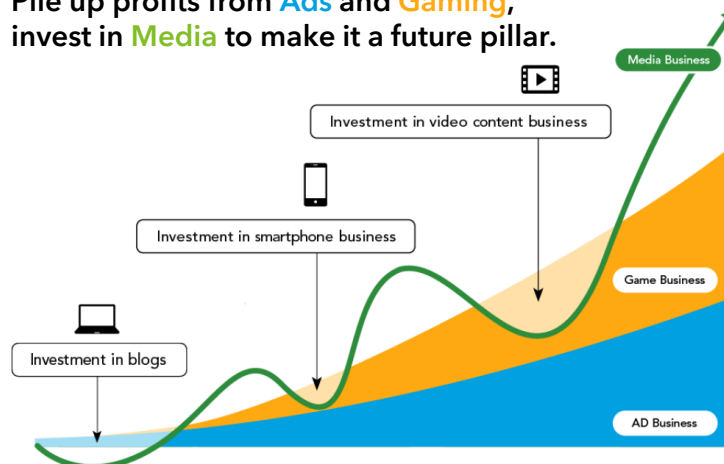 Pile up profits from Ads and Gaming,
invest in Media to make it a future pillar.
Media Business
Investment in video content business
Investment in smartphone business
Game Business
Investment in blogs
AD Business